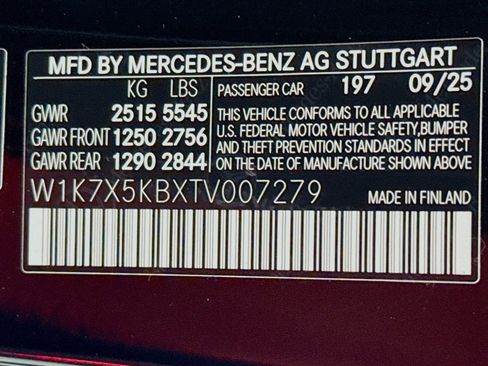 MFD BY MERCEDES-BENZ AG STUTTGART
KG LBS
GWWR 2515 5545
GAWR FRONT 1250 2756
GAWR REAR 1290 2844
PASSENGER CAR 197 09/25
THIS VEHICLE CONFORMS TO ALL APPLICABLE
U.S. FEDERAL MOTOR VEHICLE SAFETY,BUMPER
AND THEFT PREVENTION STANDARDS IN EFFECT
ON THE DATE OF MANUFACTURE SHOWN ABOVE
W1K7X5KBXTV007279
MADE IN FINLAND